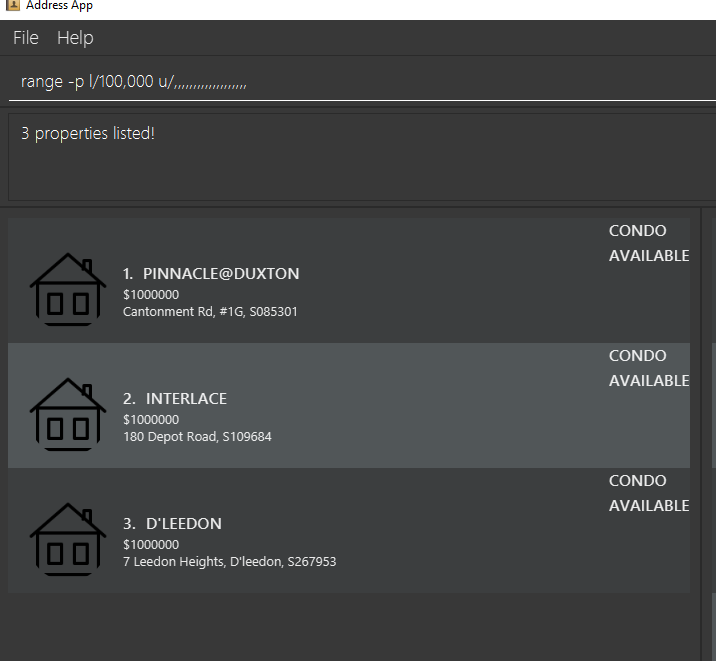 Address App
File Help
range -p l/100,000 u/,,,,,,,,,,,,,,,,,,,
3 properties listed!
CONDO
AVAILABLE
1. PINNACLE@DUXTON
$1000000
Cantonment Rd, #1G, S085301
CONDO
AVAILABLE
2. INTERLACE
$1000000
180 Depot Road, S109684
CONDO
AVAILABLE
3. D'LEEDON
$1000000
7 Leedon Heights, D'leedon, S267953